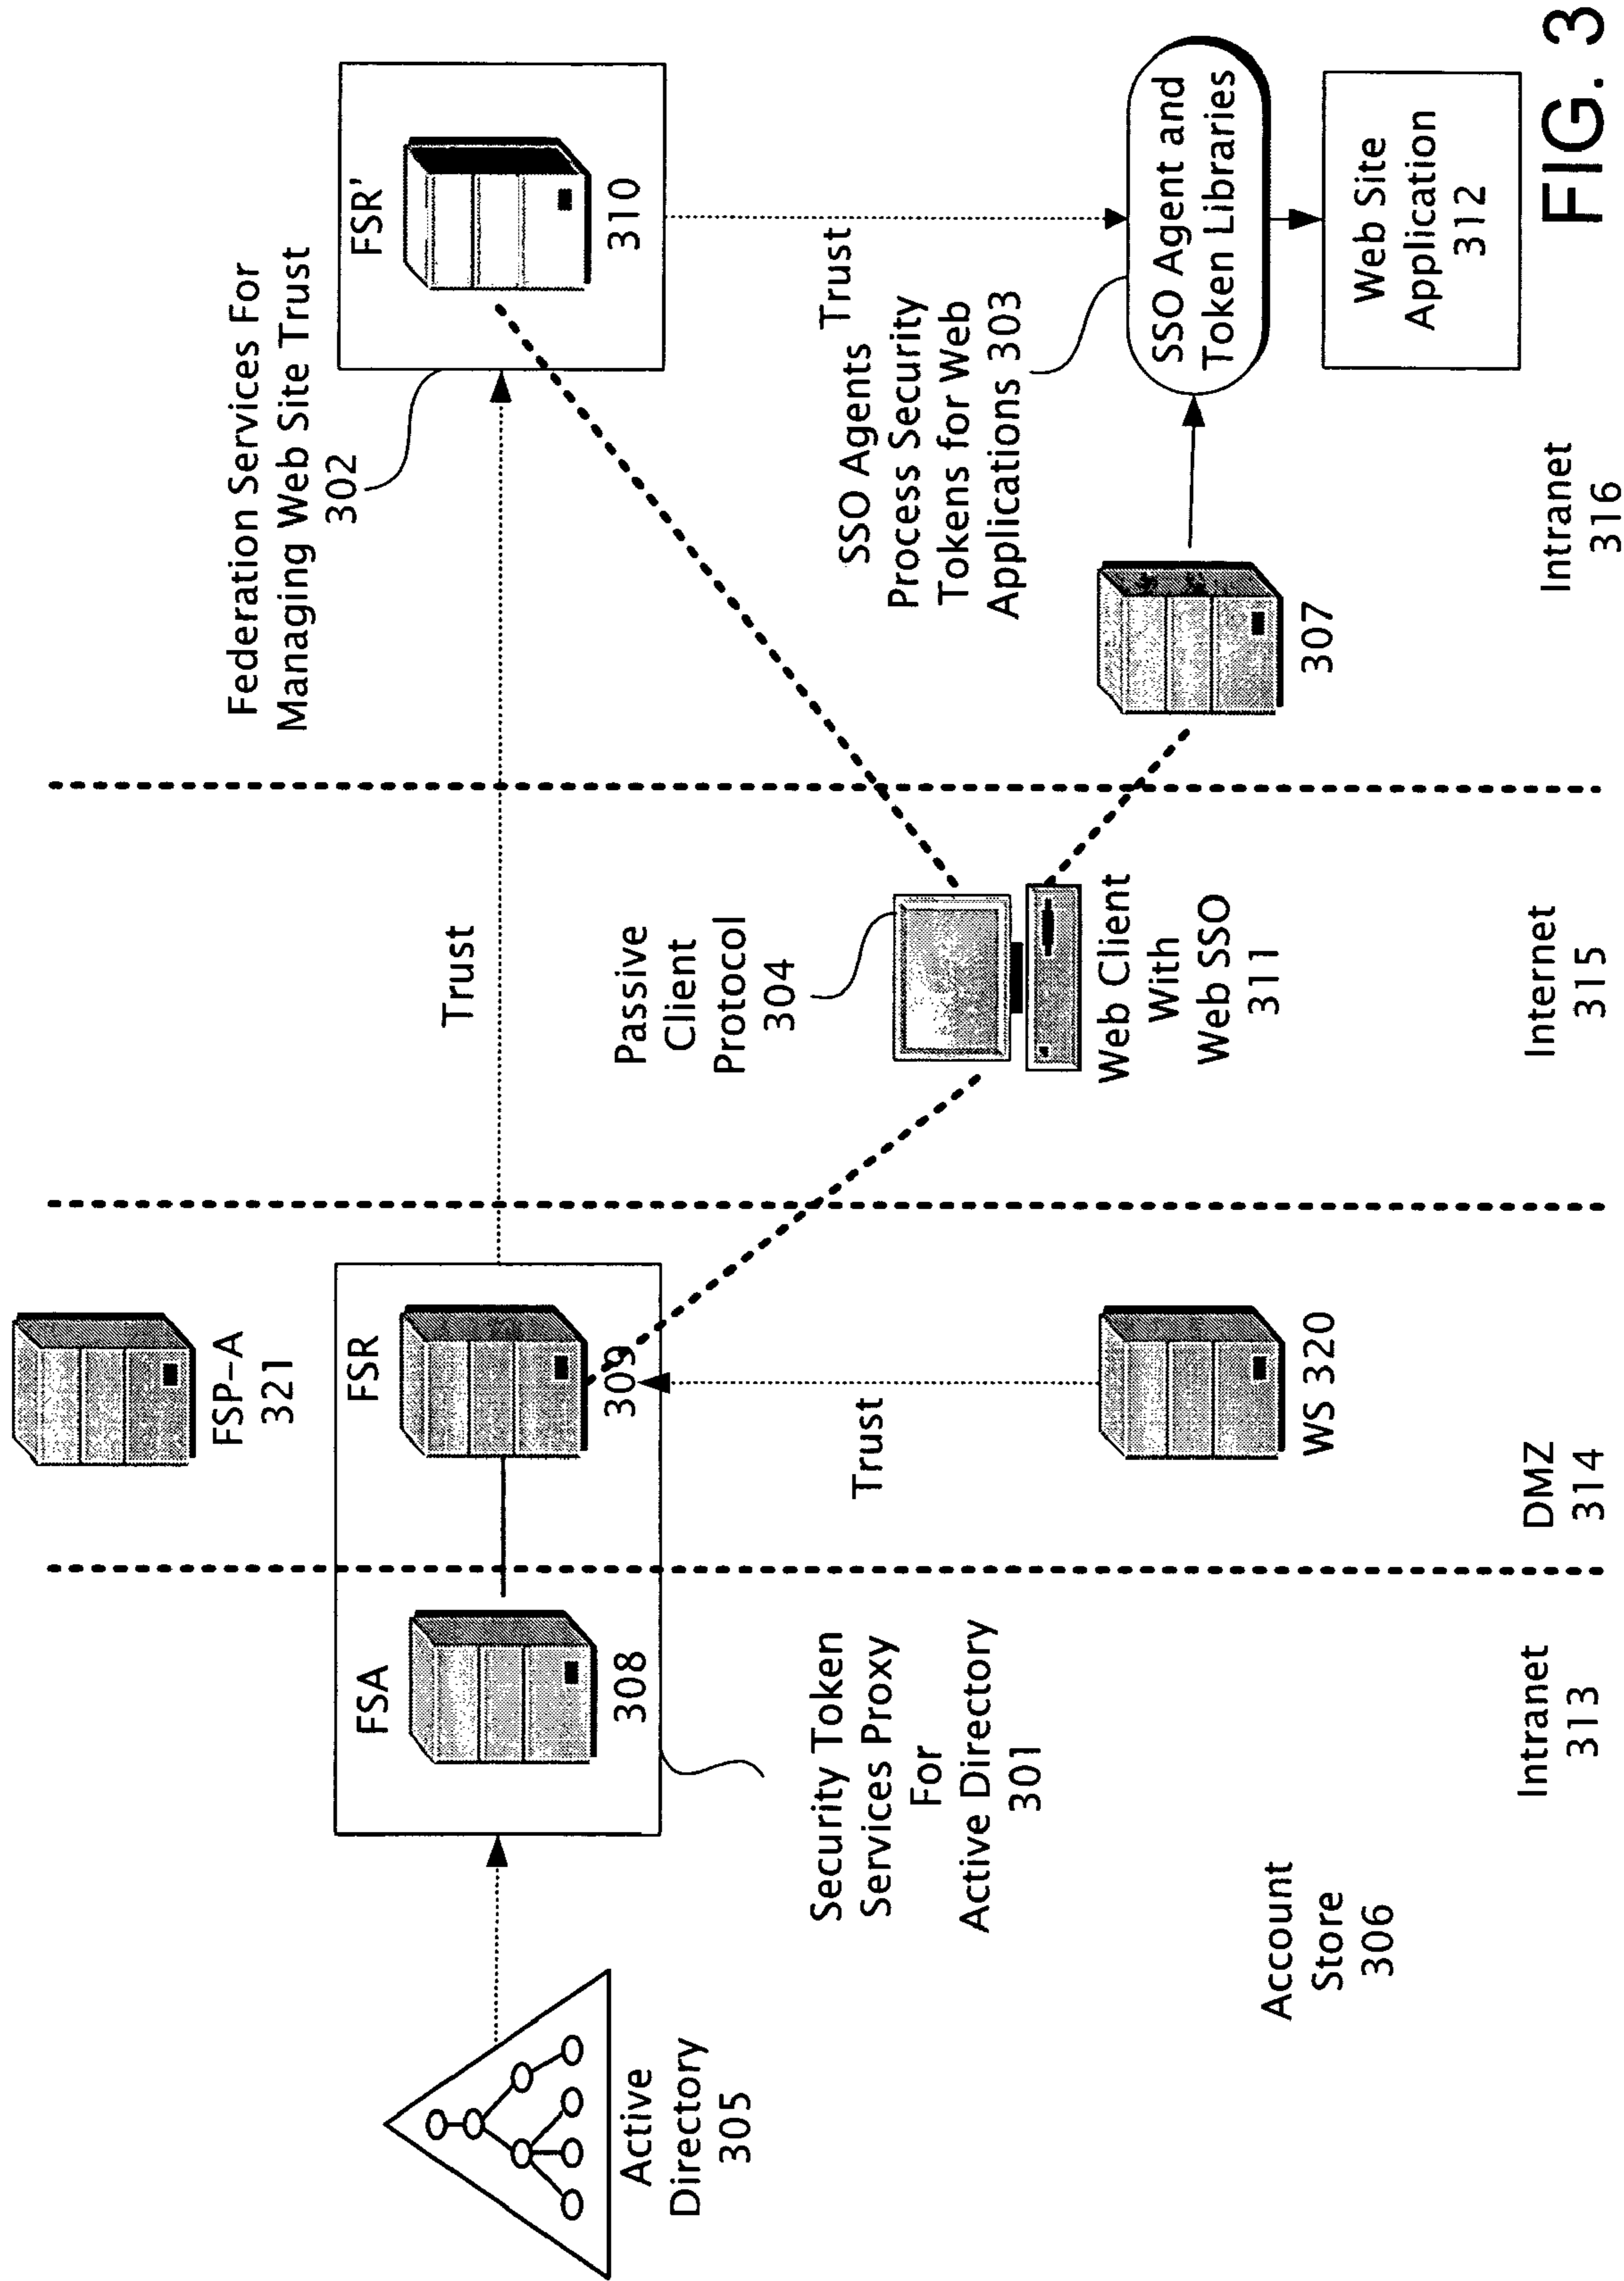 FSP-A
321
Federation Services For
Managing Web Site Trust
302
FSA
308
FSR
309
FSR'
310
Trust
Active
Directory
305
Security Token
Services Proxy
For
Active Directory
301
Trust
Passive
Client
Protocol
304
Trust
SSO Agents
Process Security
Tokens for Web
Applications 303
WS 320
Web Client
With
Web SSO
311
307
SSO Agent and
Token Libraries
Web Site
Application
312
Account
Store
306
Intranet
313
DMZ
314
Internet
315
Intranet
316
FIG. 3